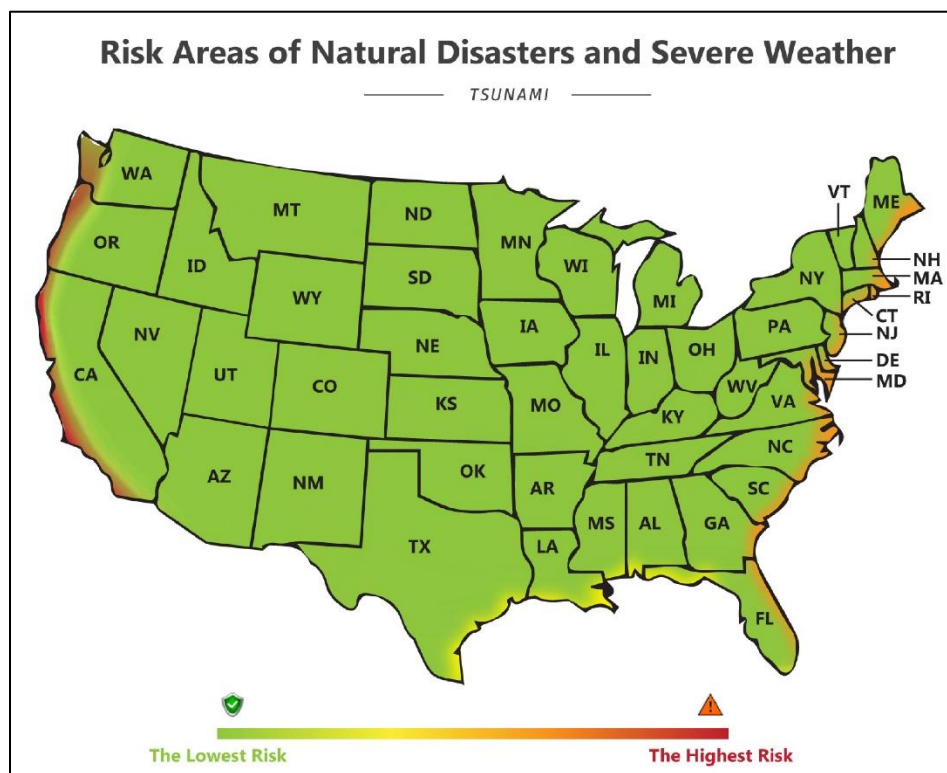 Risk Areas of Natural Disasters and Severe Weather
TSUNAMI
WA
MT
ND
MN
VT
ME
OR
ID
SD
WI
NY
NH
MA
RI
WY
MI
CT
NJ
IA
PA
NV
NE
IL
IN
OH
DE
MD
CA
UT
CO
WV
VA
KS
MO
KY
AZ
NM
OK
TN
NC
AR
SC
MS
AL
GA
TX
LA
FL
The Lowest Risk
The Highest Risk